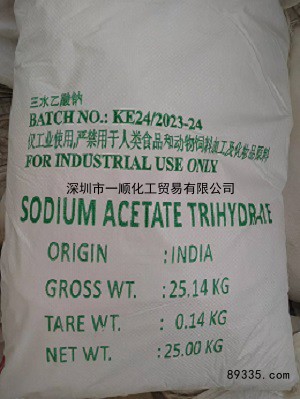 三水乙酸钠
BATCH NO.: KE24/2023-24
仅工业使用,严禁用于人类食品和动物饲料加工及化妆品原料
FOR INDUSTRIAL USE ONLY
深圳市一顺化工贸易有限公司
SODIUM ACETATE TRIHYDRATE
ORIGIN : INDIA
GROSS WT. : 25.14 KG
TARE WT. : 0.14 KG
NET WT. : 25.00 KG
89335.com